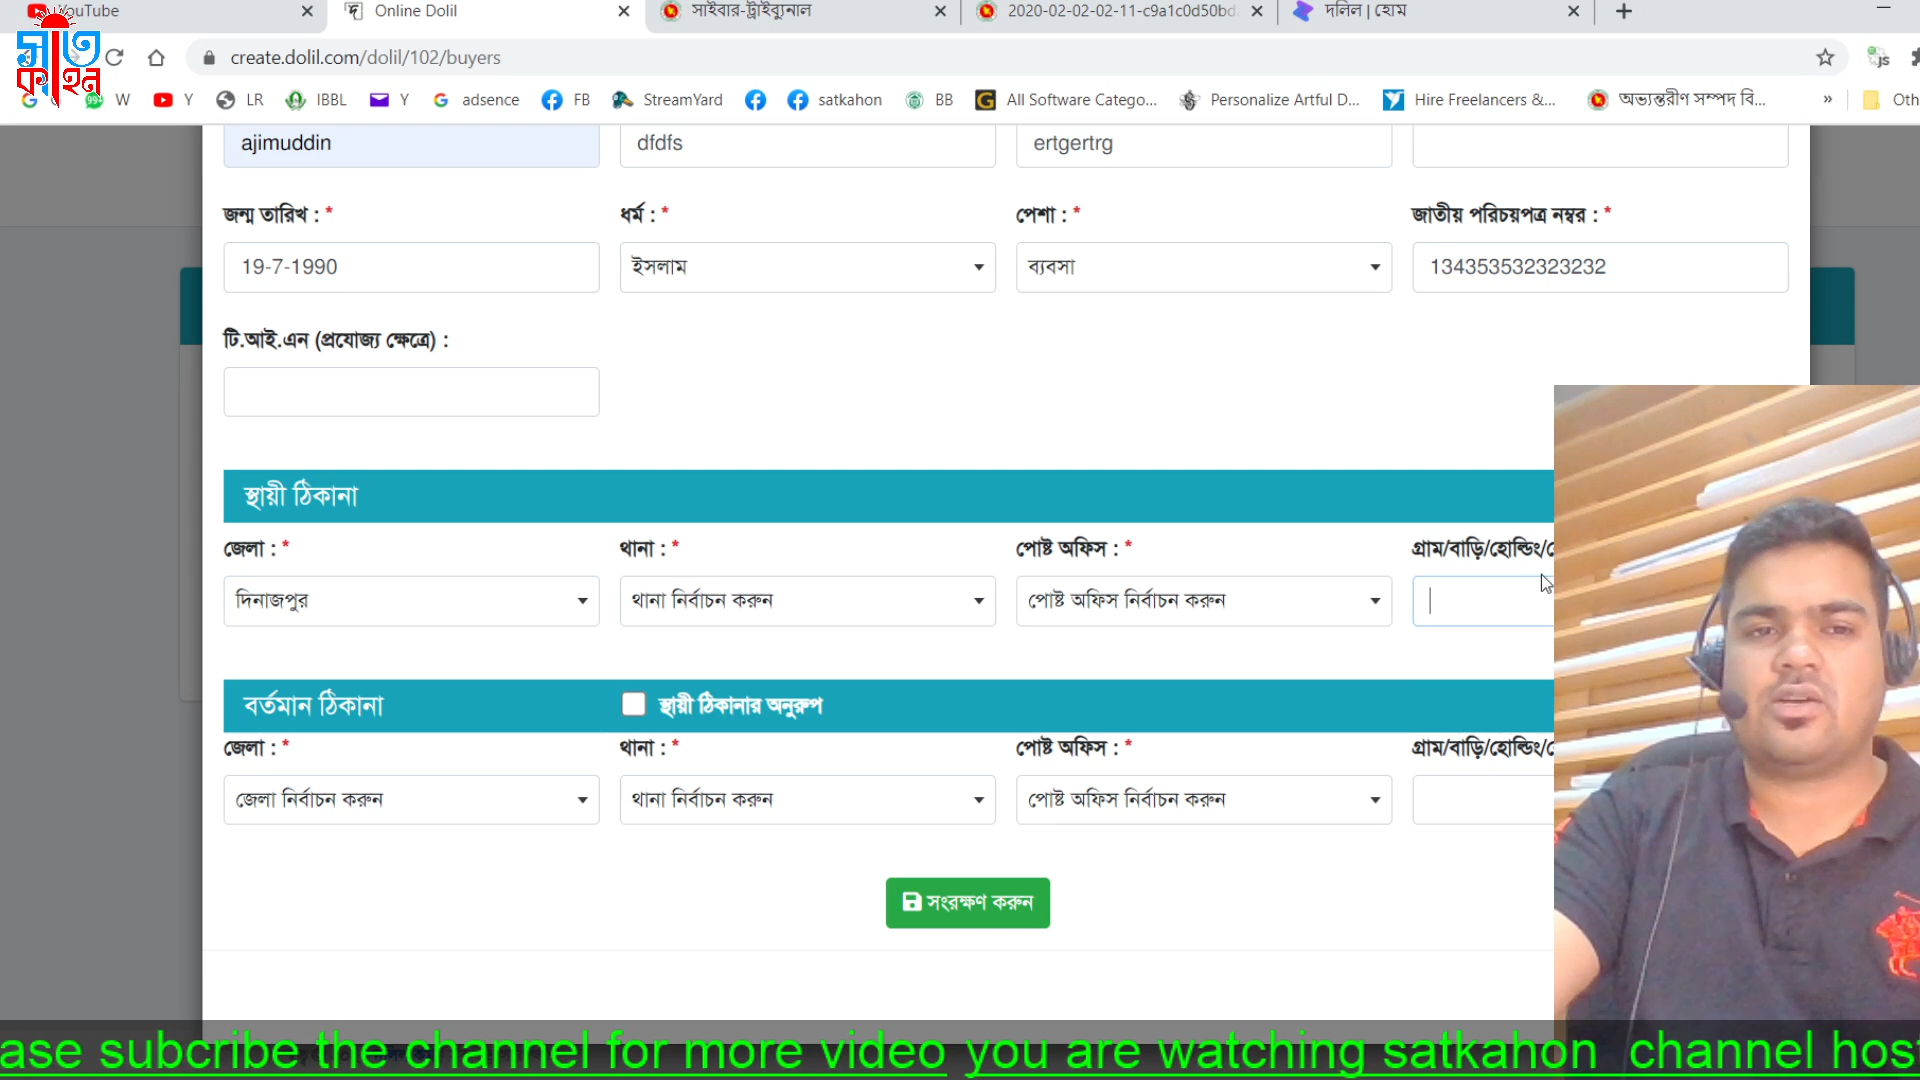 YouTube
Online Dolil
সাইবার-ট্রাইব্যুনাল
2020-02-02-02-11-c9a1c0d50bd
দলিল | হোম
সাত
কাহন
create.dolil.com/dolil/102/buyers
W
Y
LR
IBBL
Y
adsence
FB
StreamYard
satkahon
BB
All Software Catego...
Personalize Artful D...
Hire Freelancers &...
অভ্যন্তরীণ সম্পদ বি...
»
Oth
ajimuddin
dfdfs
ertgertrg
জন্ম তারিখ : *
ধর্ম : *
পেশা : *
জাতীয় পরিচয়পত্র নম্বর : *
19-7-1990
ইসলাম
ব্যবসা
134353532323232
টি.আই.এন (প্রযোজ্য ক্ষেত্রে) :
স্থায়ী ঠিকানা
জেলা : *
থানা : *
পোষ্ট অফিস : *
গ্রাম/বাড়ি/হোল্ডিং/
দিনাজপুর
থানা নির্বাচন করুন
পোষ্ট অফিস নির্বাচন করুন
বর্তমান ঠিকানা
স্থায়ী ঠিকানার অনুরুপ
জেলা : *
থানা : *
পোষ্ট অফিস : *
গ্রাম/বাড়ি/হোল্ডিং/
জেলা নির্বাচন করুন
থানা নির্বাচন করুন
পোষ্ট অফিস নির্বাচন করুন
সংরক্ষণ করুন
ase subcribe the channel for more video you are watching satkahon channel hos